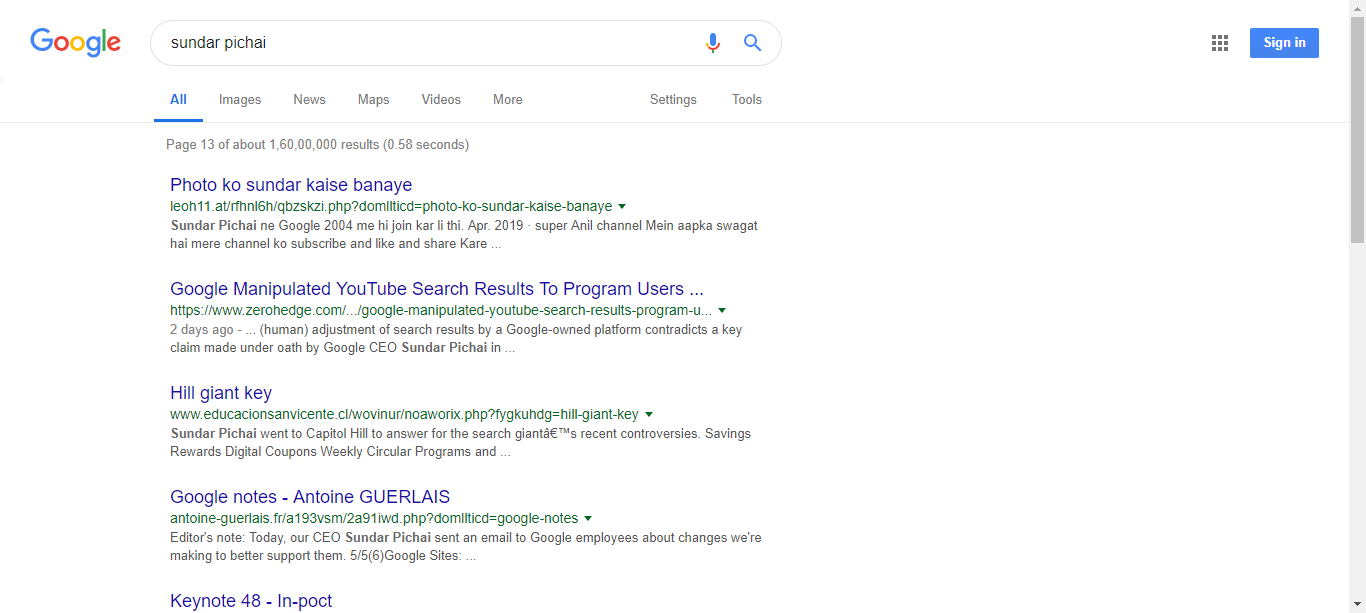 Google
sundar pichai
Sign in
All Images News Maps Videos More Settings Tools
Page 13 of about 1,60,00,000 results (0.58 seconds)
Photo ko sundar kaise banaye
leoh11.at/rfhnl6h/qbzskzi.php?domllticd=photo-ko-sundar-kaise-banaye
Sundar Pichai ne Google 2004 me hi join kar li thi. Apr. 2019 · super Anil channel Mein aapka swagat
hai mere channel ko subscribe and like and share Kare ...
Google Manipulated YouTube Search Results To Program Users ...
https://www.zerohedge.com/.../google-manipulated-youtube-search-results-program-u...
2 days ago - ... (human) adjustment of search results by a Google-owned platform contradicts a key
claim made under oath by Google CEO Sundar Pichai in ...
Hill giant key
www.educacionsanvicente.cl/wovinur/noaworix.php?fygkuhdg=hill-giant-key
Sundar Pichai went to Capitol Hill to answer for the search giantâ€™s recent controversies. Savings
Rewards Digital Coupons Weekly Circular Programs and ...
Google notes - Antoine GUERLAIS
antoine-guerlais.fr/a193vsm/2a91iwd.php?domllticd=google-notes
Editor's note: Today, our CEO Sundar Pichai sent an email to Google employees about changes we're
making to better support them. 5/5(6)Google Sites: ...
Keynote 48 - In-poct